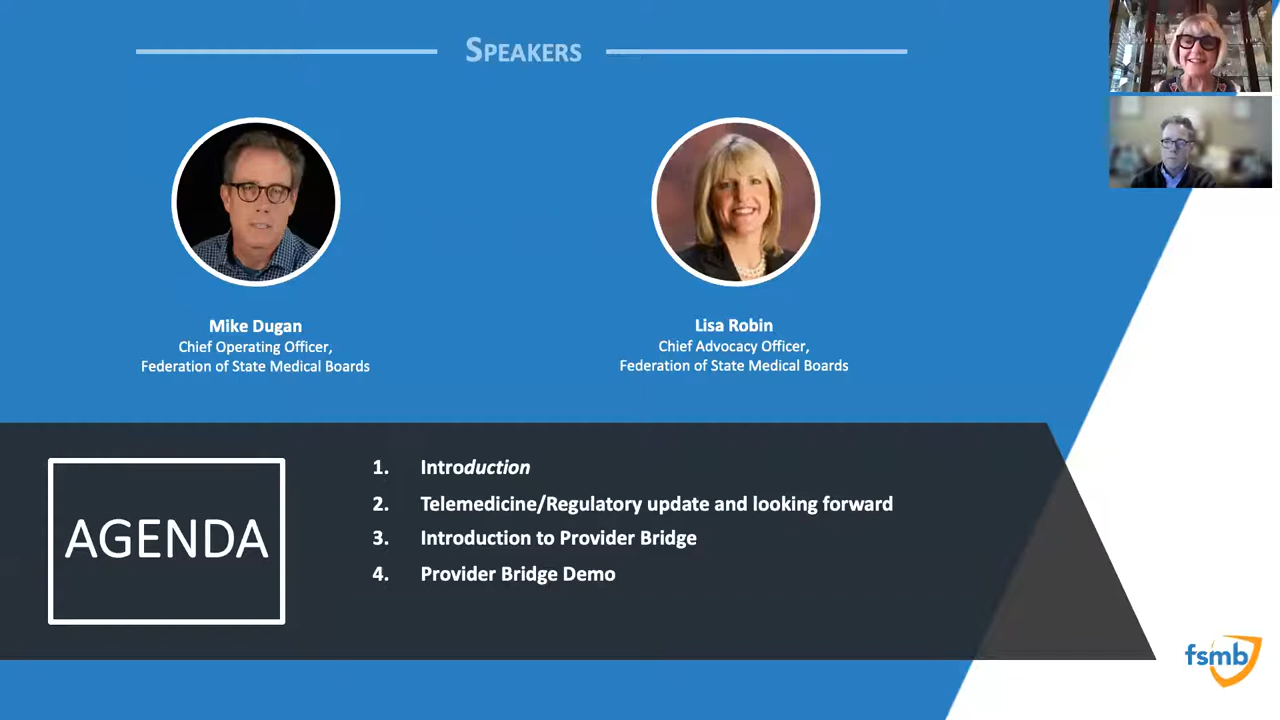 SPEAKERS
Mike Dugan
Chief Operating Officer,
Federation of State Medical Boards
Lisa Robin
Chief Advocacy Officer,
Federation of State Medical Boards
AGENDA
1. Introduction
2. Telemedicine/Regulatory update and looking forward
3. Introduction to Provider Bridge
4. Provider Bridge Demo
fsmb